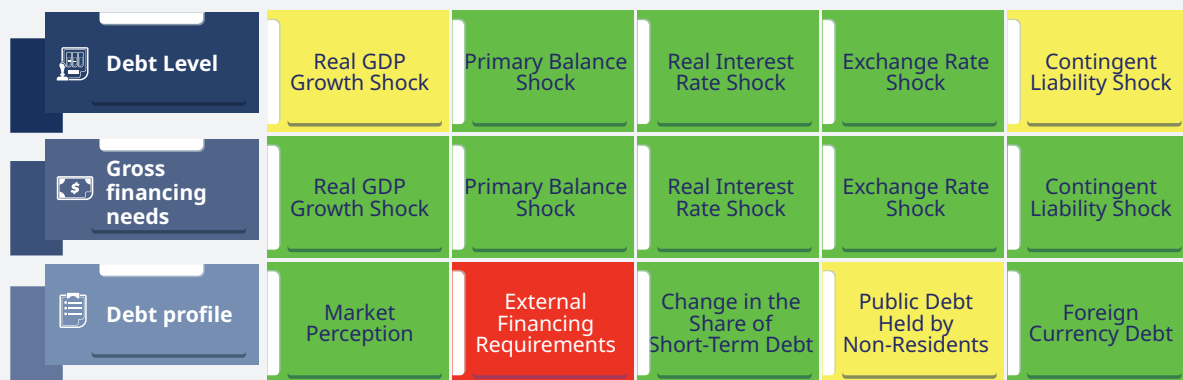 Debt Level
Real GDP
Growth Shock
Primary Balance
Shock
Real Interest
Rate Shock
Exchange Rate
Shock
Contingent
Liability Shock
Gross
financing
needs
Real GDP
Growth Shock
Primary Balance
Shock
Real Interest
Rate Shock
Exchange Rate
Shock
Contingent
Liability Shock
Debt profile
Market
Perception
External
Financing
Requirements
Change in the
Share of
Short-Term Debt
Public Debt
Held by
Non-Residents
Foreign
Currency Debt